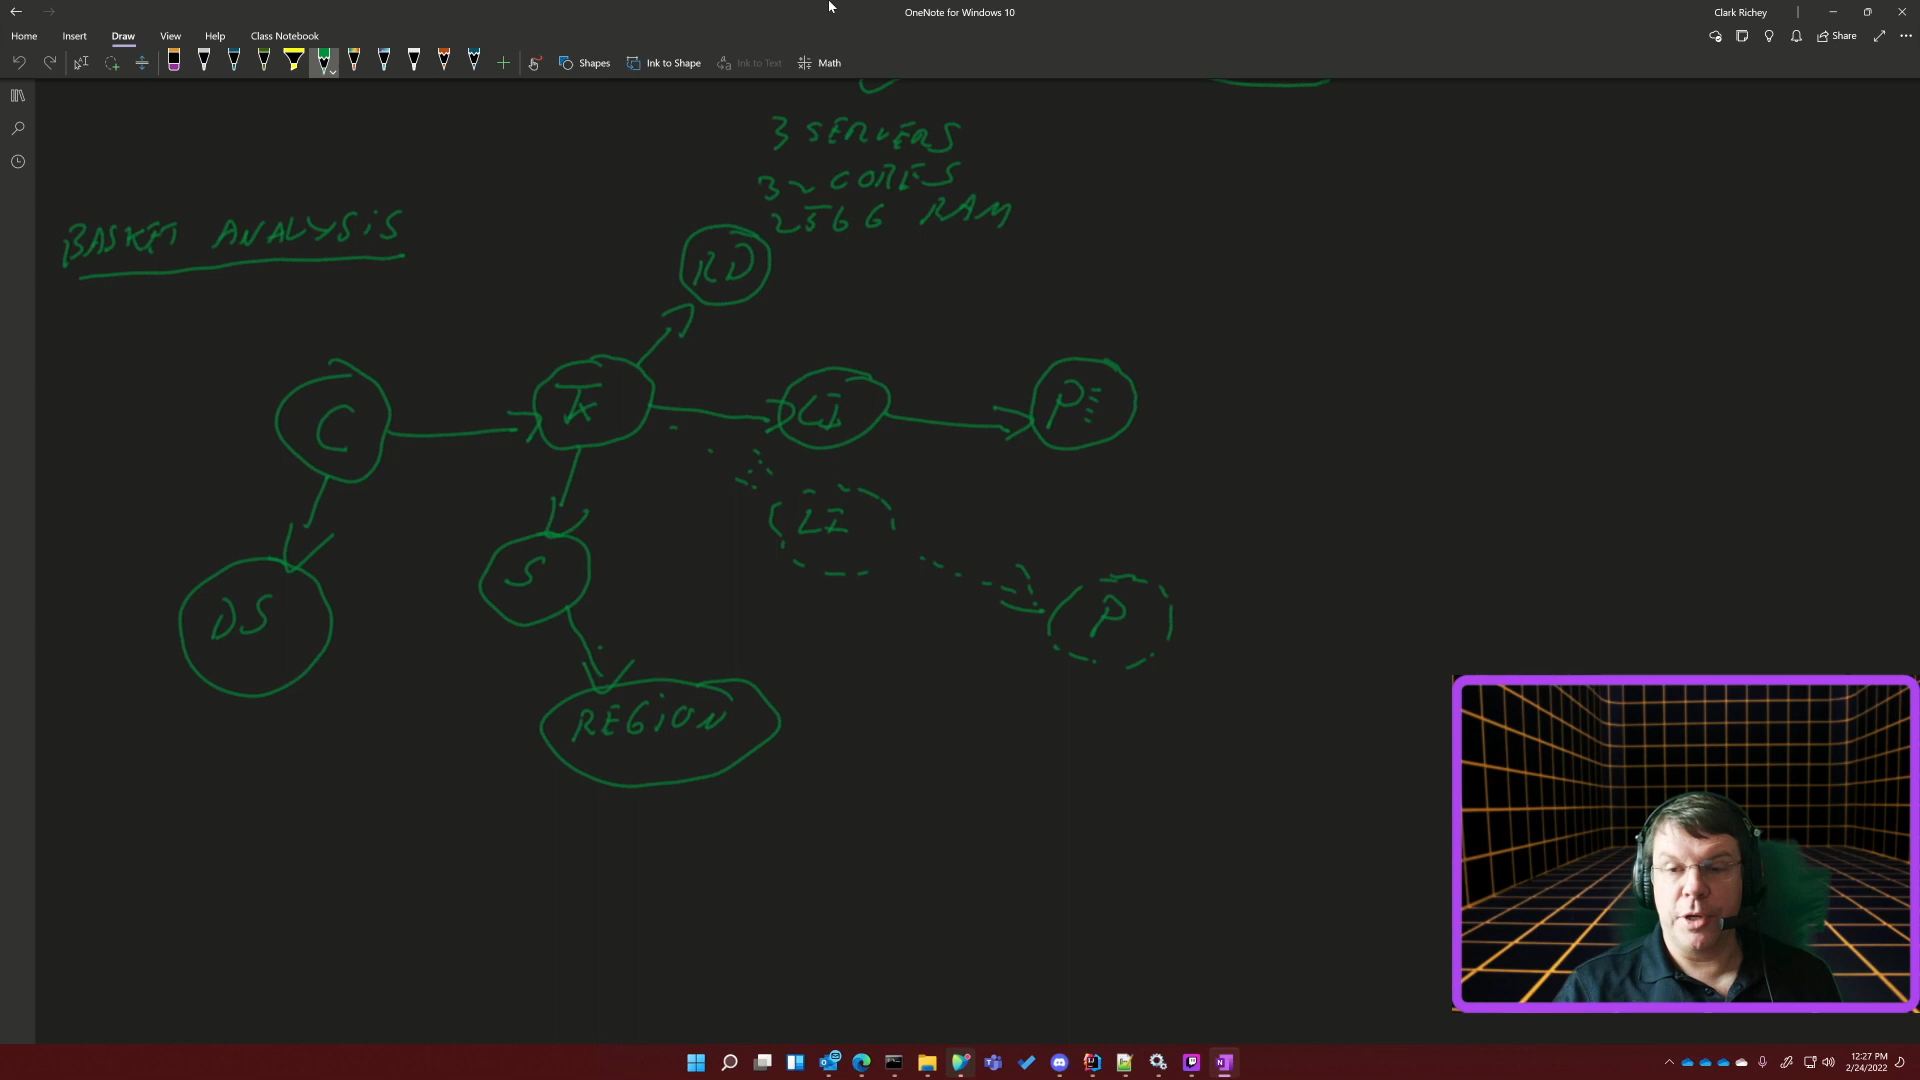 OneNote for Windows 10
Clark Richey
Home Insert Draw View Help Class Notebook
Share
Shapes Ink to Shape Ink to Text Math
3 SERVERS
32 CORES
256 G RAM
BASKET ANALYSIS
RD
C
Tx
LI
P
LI
S
DS
P
REGION
12:27 PM
2/24/2022